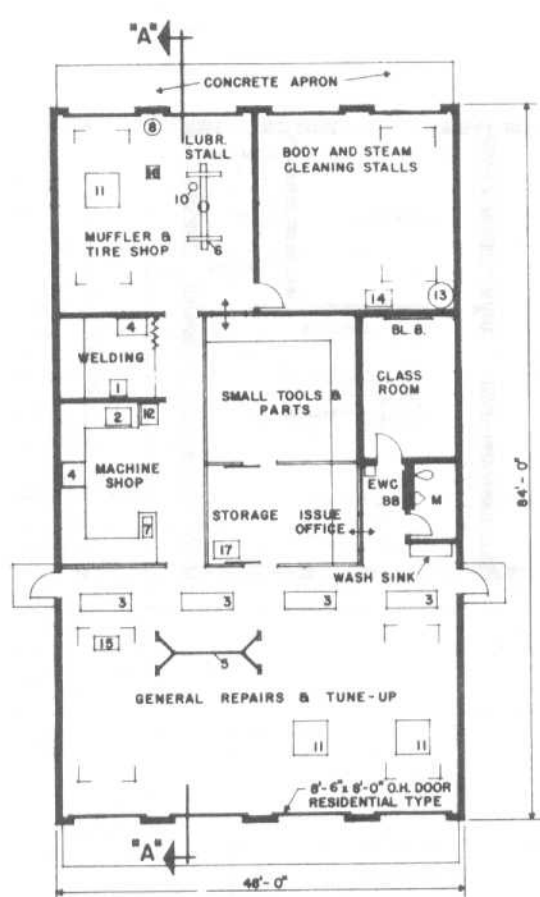 "A"
CONCRETE APRON
8
LUBR.
STALL
BODY AND STEAM
CLEANING STALLS
11
10
6
MUFFLER &
TIRE SHOP
14
13
BL. B.
4
WELDING
1
CLASS
ROOM
SMALL TOOLS &
PARTS
2
12
4
MACHINE
SHOP
7
EWC
BB
M
STORAGE
ISSUE
OFFICE
17
WASH SINK
84'-0"
3
3
3
3
15
5
GENERAL REPAIRS & TUNE-UP
11
11
8'-6" x 8'-0" O.H. DOOR
RESIDENTIAL TYPE
"A"
48'-0"